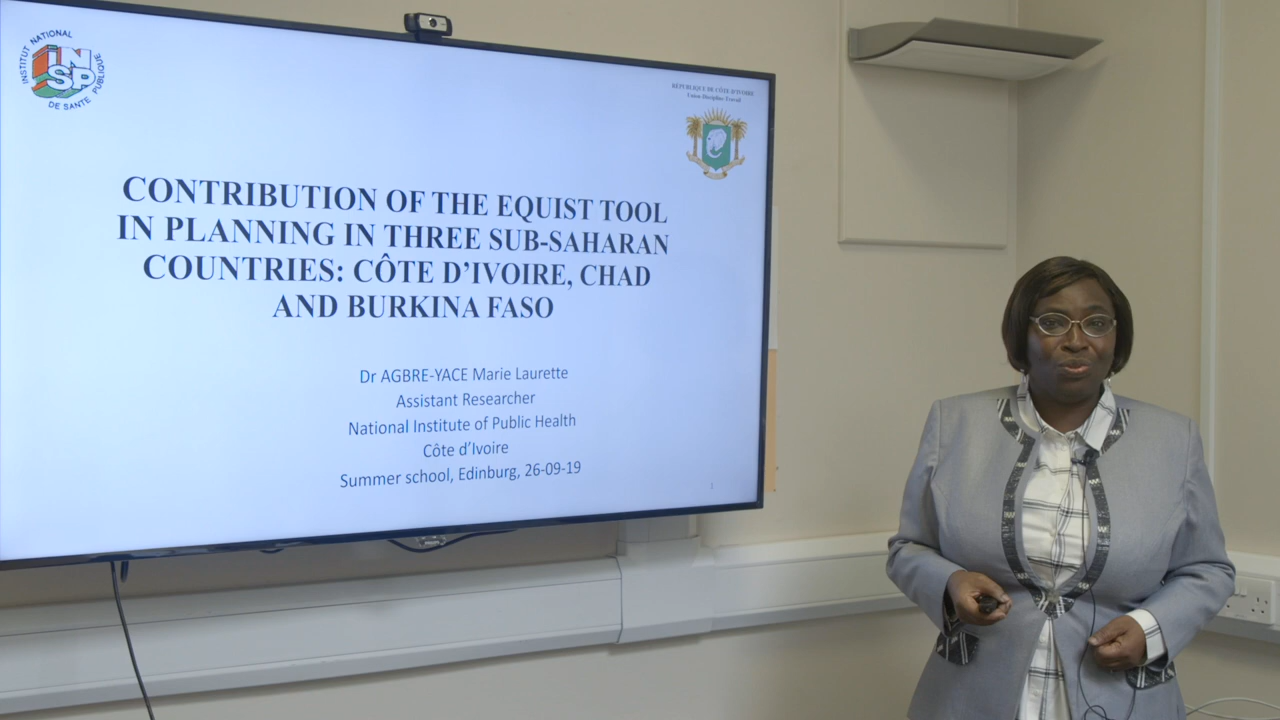 INSTITUT NATIONAL
INSP
DE SANTE PUBLIQUE
RÉPUBLIQUE DE CÔTE D'IVOIRE
Union-Discipline-Travail
CONTRIBUTION OF THE EQUIST TOOL
IN PLANNING IN THREE SUB-SAHARAN
COUNTRIES: CÔTE D'IVOIRE, CHAD
AND BURKINA FASO
Dr AGBRE-YACE Marie Laurette
Assistant Researcher
National Institute of Public Health
Côte d'Ivoire
Summer school, Edinburg, 26-09-19
1